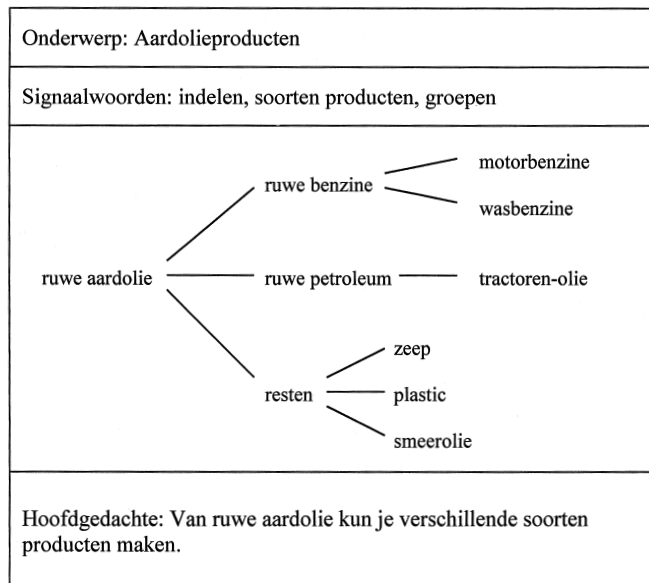 Onderwerp: Aardolieproducten
Signaalwoorden: indelen, soorten producten, groepen
motorbenzine
ruwe benzine
wasbenzine
ruwe aardolie
ruwe petroleum
tractoren-olie
zeep
resten
plastic
smeerolie
Hoofdgedachte: Van ruwe aardolie kun je verschillende soorten
producten maken.